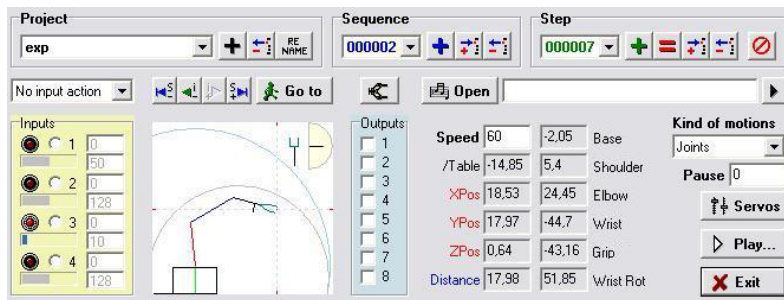 Project
Sequence
Step
exp
RE NAME
000002
000007
No input action
S
i
S
Go to
Open
Inputs
1 0
50
2 0
128
3 0
10
4 0
128
Outputs
1
2
3
4
5
6
7
8
Speed 60 -2,05 Base
/Table -14,85 5,4 Shoulder
XPos 18,53 24,45 Elbow
YPos 17,97 -44,7 Wrist
ZPos 0,64 -43,16 Grip
Distance 17,98 51,85 Wrist Rot
Kind of motions
Joints
Pause 0
Servos
Play...
Exit